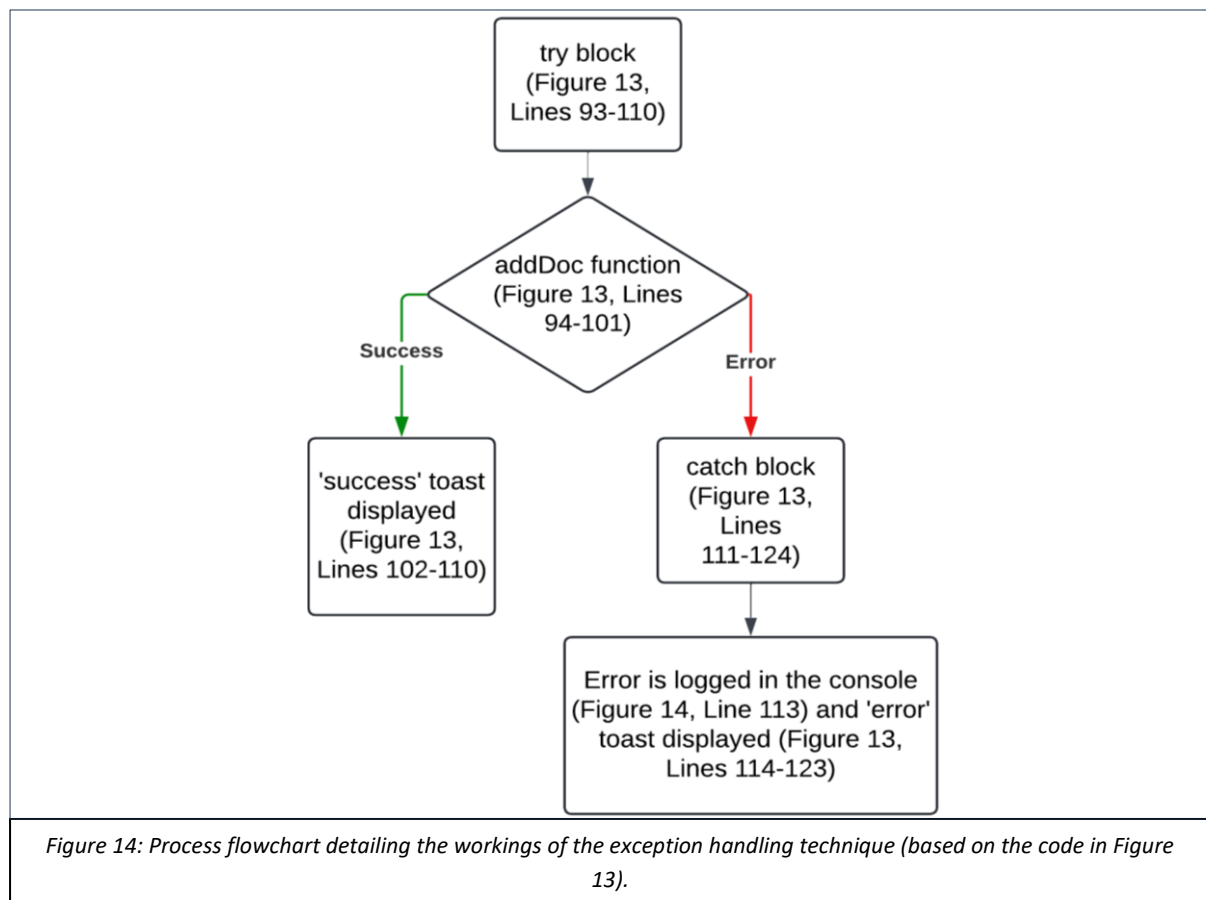 try block
(Figure 13,
Lines 93-110)
addDoc function
(Figure 13, Lines
94-101)
Success
Error
'success' toast
displayed
(Figure 13,
Lines 102-110)
catch block
(Figure 13,
Lines
111-124)
Error is logged in the console
(Figure 14, Line 113) and 'error'
toast displayed (Figure 13,
Lines 114-123)
Figure 14: Process flowchart detailing the workings of the exception handling technique (based on the code in Figure
13).